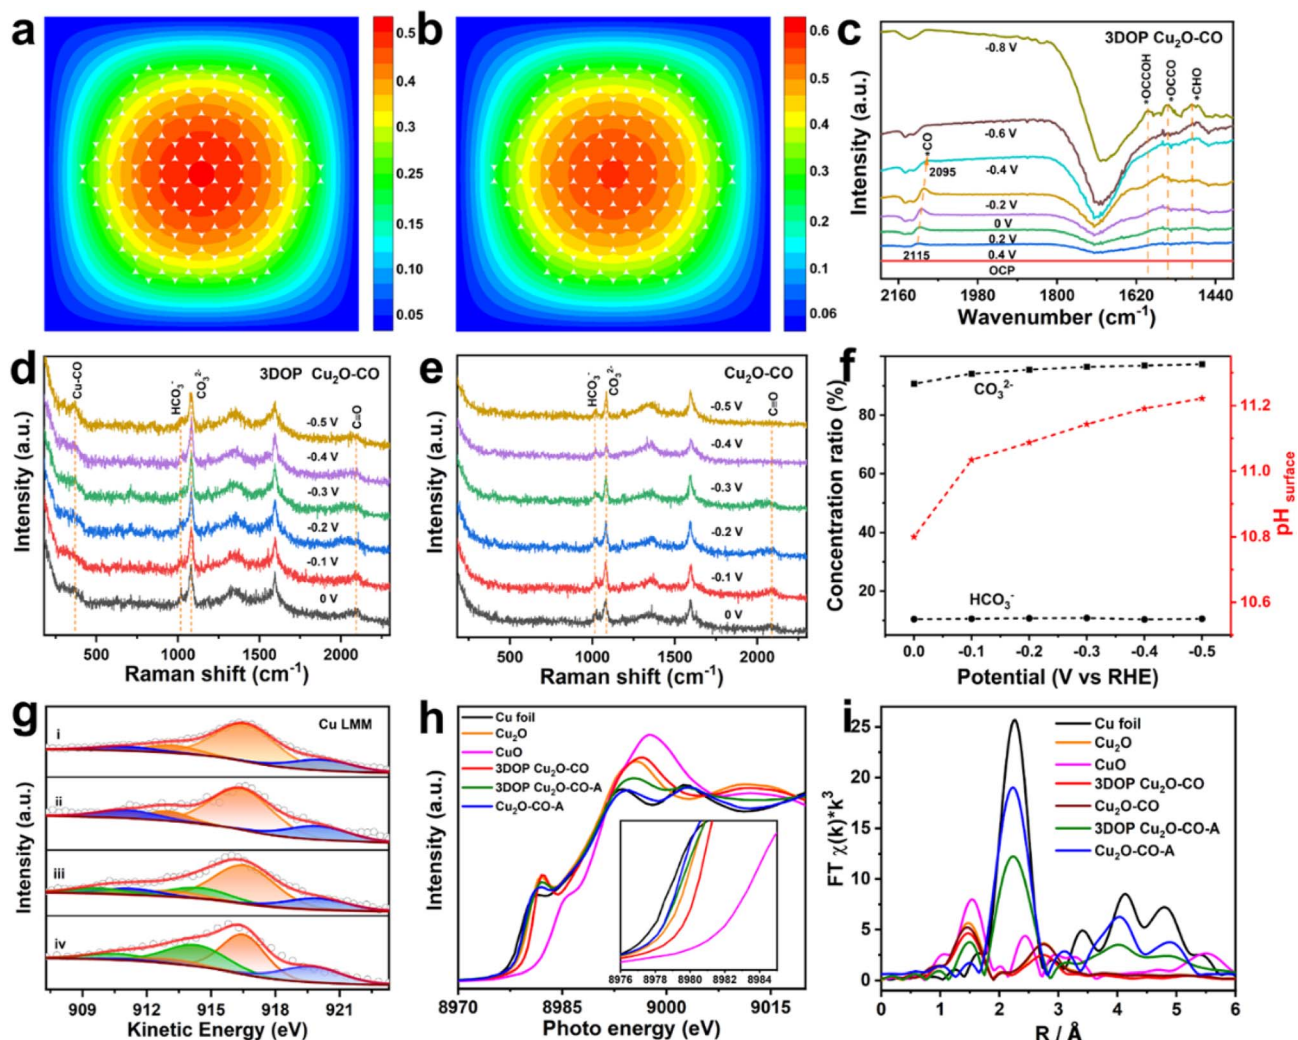 a
0.5
0.4
0.3
0.25
0.15
0.10
0.05
b
0.6
0.5
0.4
0.3
0.2
0.1
0.06
c
3DOP Cu₂O-CO
-0.8 V
*OCCOH
*OCCO
*CHO
-0.6 V
*CO
2095
-0.4 V
-0.2 V
0 V
0.2 V
2115
0.4 V
OCP
2160 1980 1800 1620 1440
Wavenumber (cm⁻¹)
Intensity (a.u.)
d
Cu-CO
HCO₃⁻
CO₃²⁻
3DOP Cu₂O-CO
C≡O
-0.5 V
-0.4 V
-0.3 V
-0.2 V
-0.1 V
0 V
500 1000 1500 2000
Raman shift (cm⁻¹)
Intensity (a.u.)
e
HCO₃⁻
CO₃²⁻
Cu₂O-CO
C≡O
-0.5 V
-0.4 V
-0.3 V
-0.2 V
-0.1 V
0 V
500 1000 1500 2000
Raman shift (cm⁻¹)
Intensity (a.u.)
f
CO₃²⁻
HCO₃⁻
80
60
40
20
Concentration ratio (%)
11.2
11.0
10.8
10.6
pH surface
0.0 -0.1 -0.2 -0.3 -0.4 -0.5
Potential (V vs RHE)
g
Cu LMM
i
ii
iii
iv
909 912 915 918 921
Kinetic Energy (eV)
Intensity (a.u.)
h
Cu foil
Cu₂O
CuO
3DOP Cu₂O-CO
3DOP Cu₂O-CO-A
Cu₂O-CO-A
8976 8978 8980 8982 8984
8970 8985 9000 9015
Photo energy (eV)
Intensity (a.u.)
i
Cu foil
Cu₂O
CuO
3DOP Cu₂O-CO
Cu₂O-CO
3DOP Cu₂O-CO-A
Cu₂O-CO-A
25
20
15
10
5
0
FT χ(k)*k³
0 1 2 3 4 5 6
R / Å